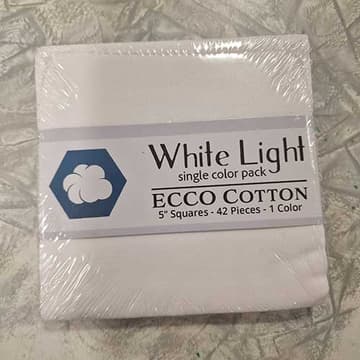 White Light
single color pack
ECCO COTTON
5" Squares - 42 Pieces - 1 Color